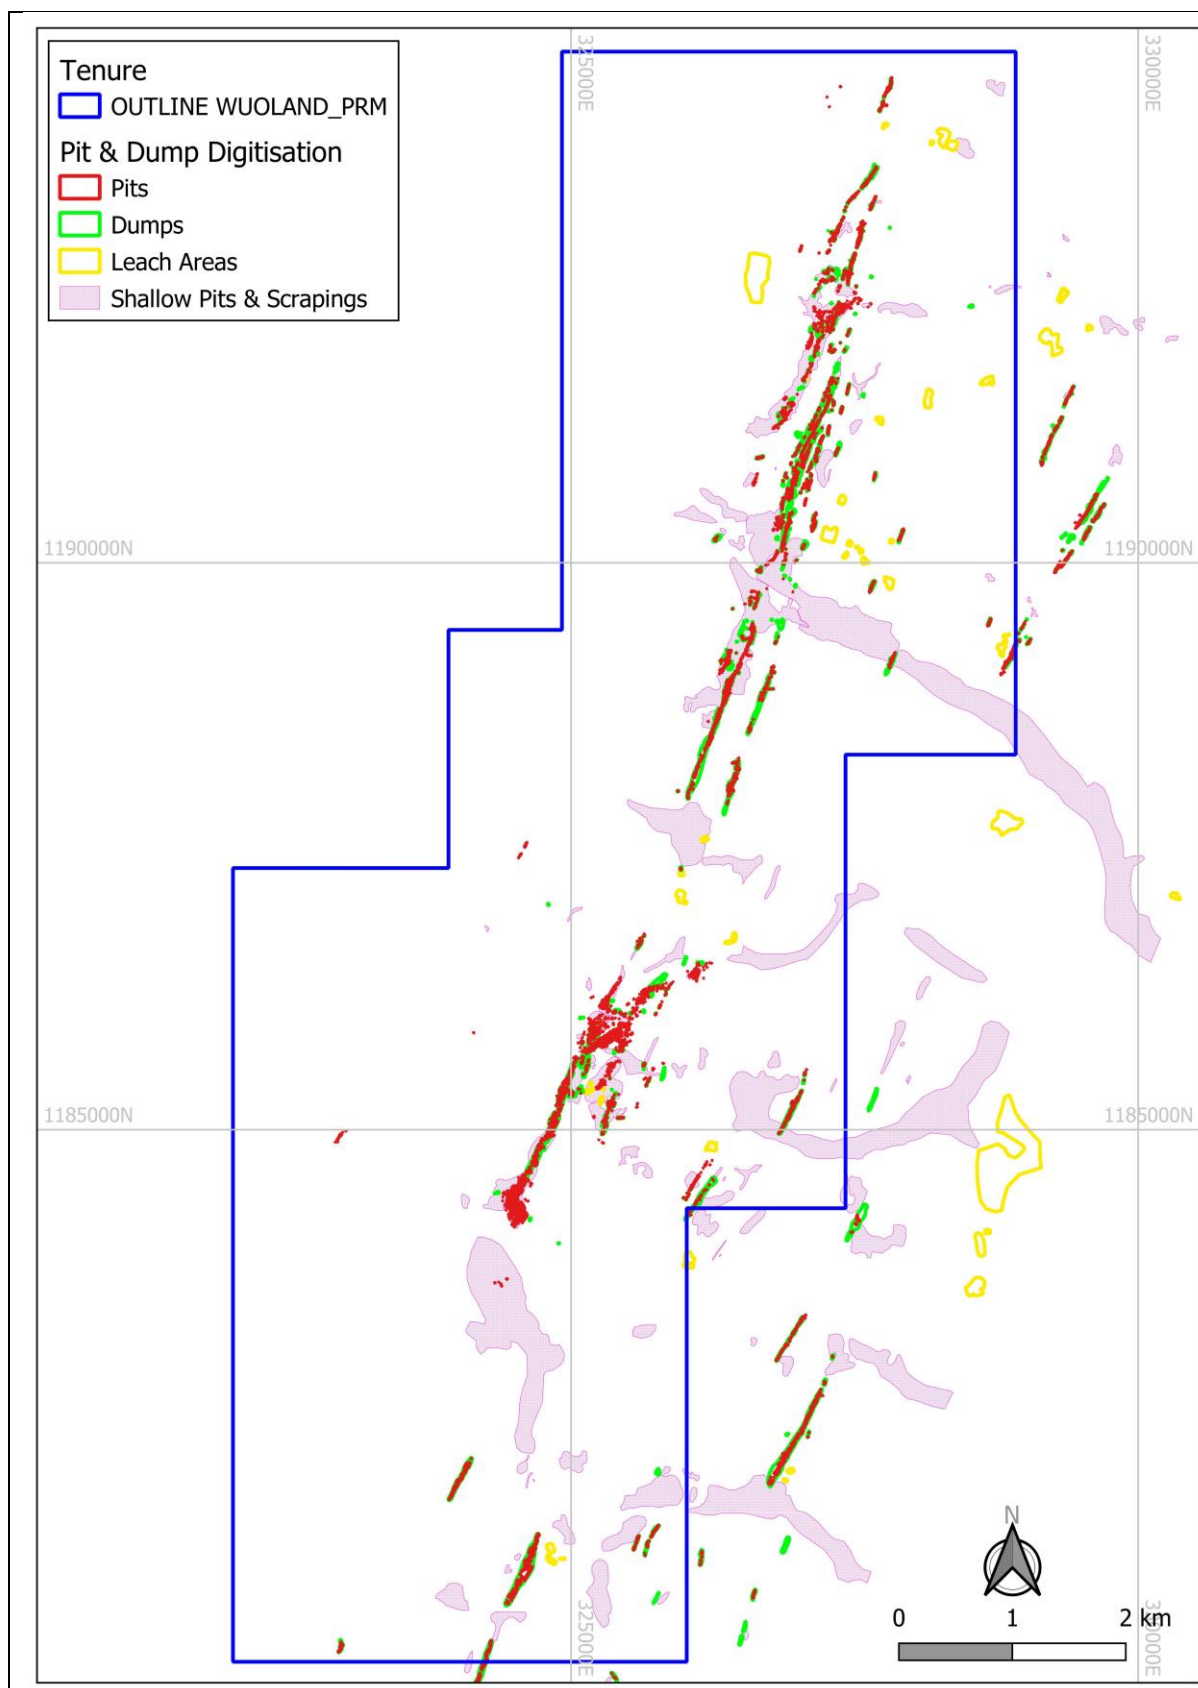 Tenure
OUTLINE WUOLAND_PRM
Pit & Dump Digitisation
Pits
Dumps
Leach Areas
Shallow Pits & Scrapings
325000E
330000E
1190000N
1190000N
1185000N
1185000N
325000E
330000E
N
0
1
2 km